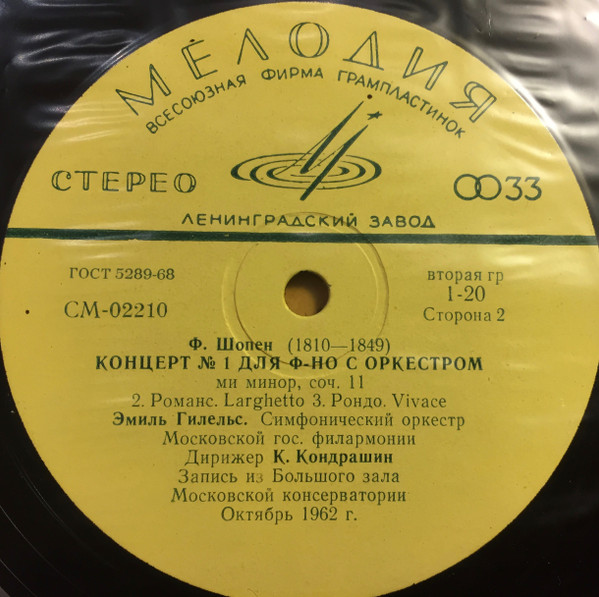 МЕЛОДИЯ
ВСЕСОЮЗНАЯ ФИРМА ГРАМПЛАСТИНОК
СТЕРЕО
33
ЛЕНИНГРАДСКИЙ ЗАВОД
ГОСТ 5289-68
вторая гр
СМ-02210
1-20
Сторона 2
Ф. Шопен (1810—1849)
КОНЦЕРТ № 1 ДЛЯ Ф-НО С ОРКЕСТРОМ
ми минор, соч. 11
2. Романс. Larghetto 3. Рондо. Vivace
Эмиль Гилельс. Симфонический оркестр
Московской гос. филармонии
Дирижер К. Кондрашин
Запись из Большого зала
Московской консерватории
Октябрь 1962 г.